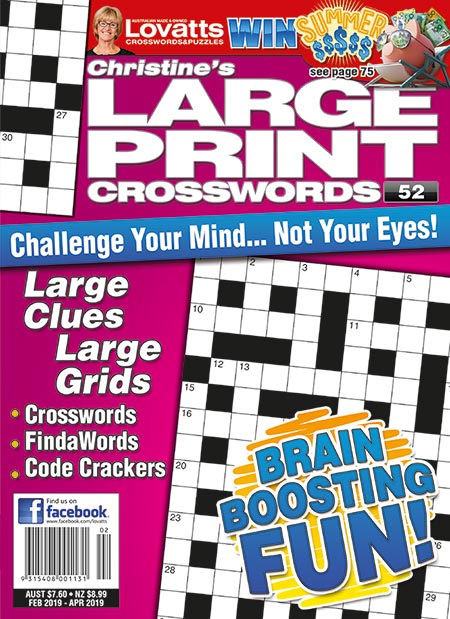 AUSTRALIAN MADE & OWNED
Lovatts
CROSSWORDS&PUZZLES
WIN SUMMER
$$$$$
see page 75
Christine's
LARGE
PRINT
CROSSWORDS 52
27
30
Challenge Your Mind... Not Your Eyes!
Large
Clues
Large
Grids
• Crosswords
• FindaWords
• Code Crackers
2 3 4 5
10 11
12 13
15
16
20
23
28 29
BRAIN
BOOSTING
FUN!
Find us on
facebook.
www.facebook.com/lovatts
02
9 315408 001131
AUST $7.60 • NZ $8.99
FEB 2019 - APR 2019